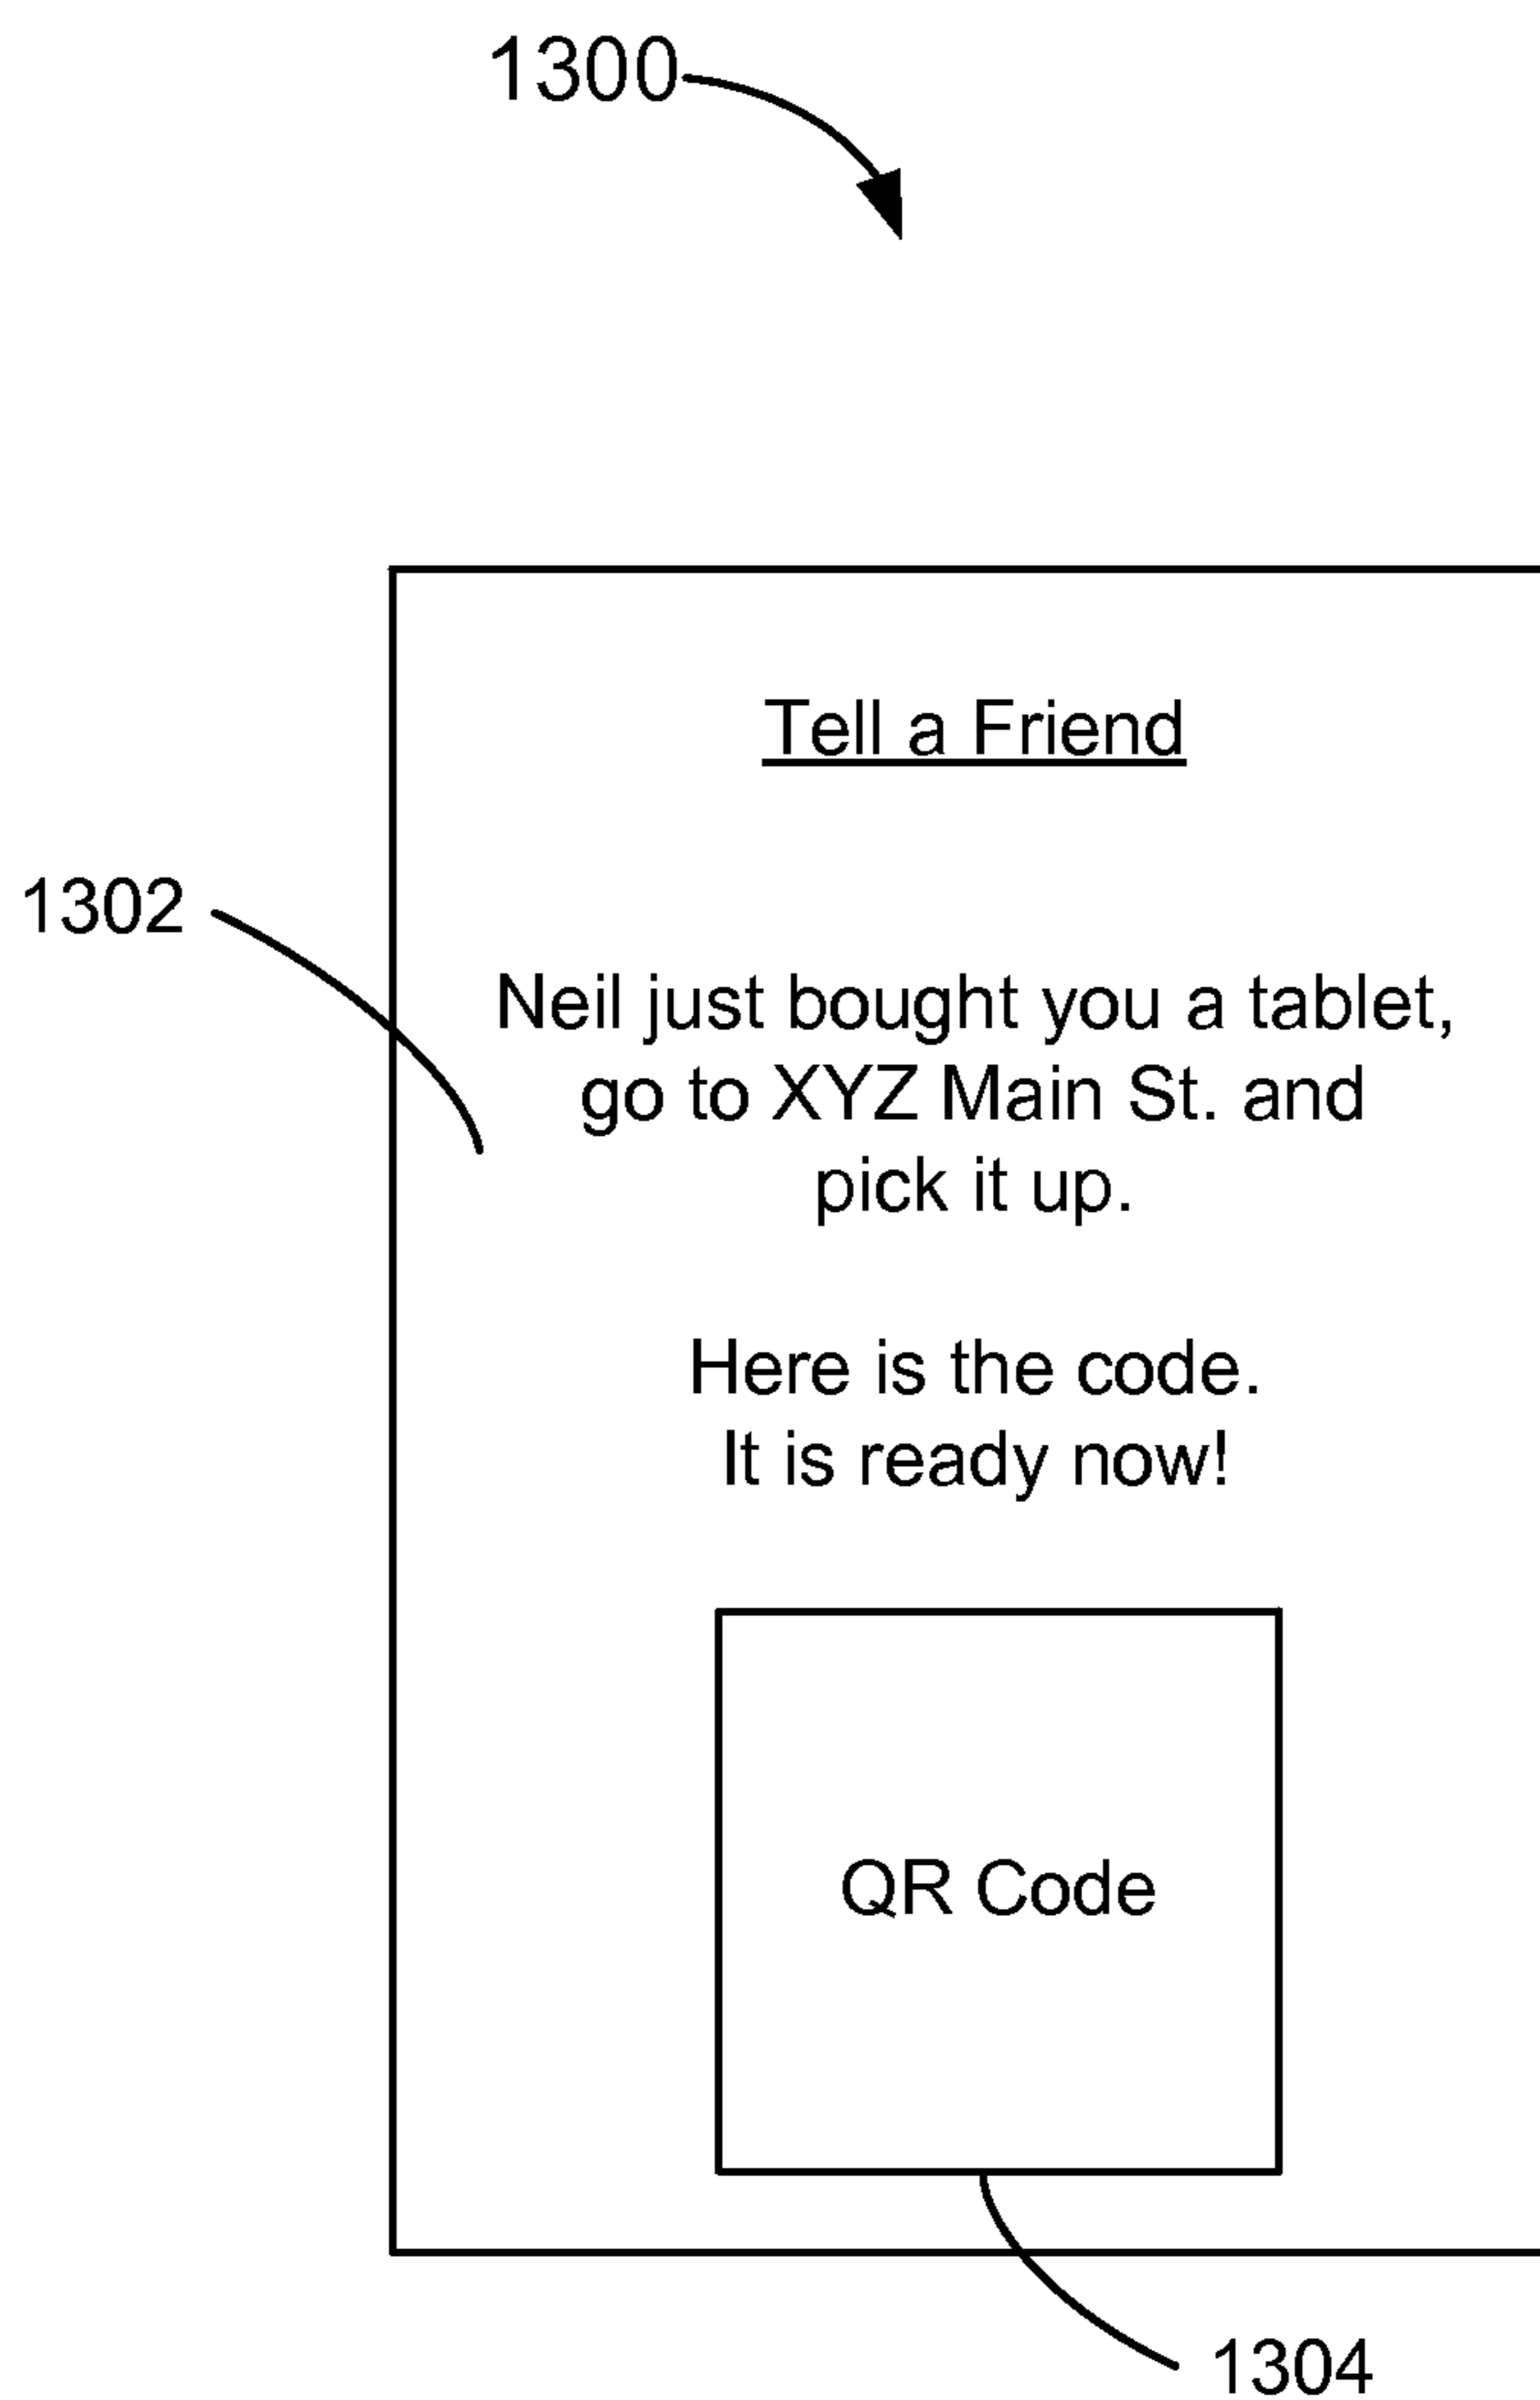 1300
Tell a Friend
1302
Neil just bought you a tablet,
go to XYZ Main St. and
pick it up.
Here is the code.
It is ready now!
QR Code
1304